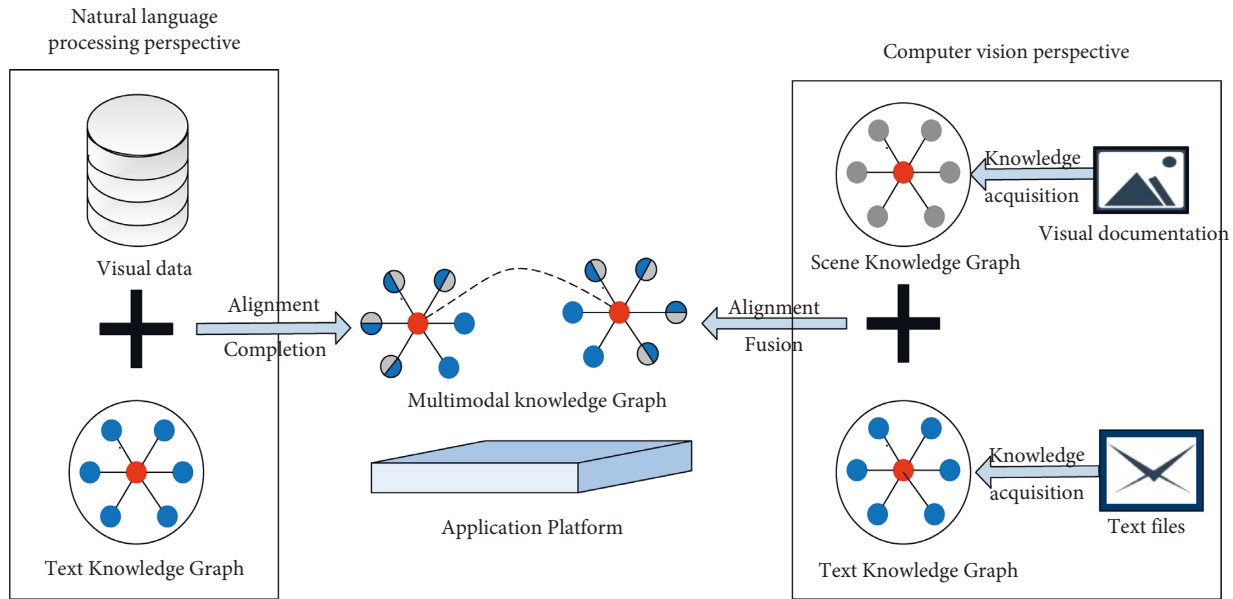 Natural language
processing perspective
Visual data
Text Knowledge Graph
Alignment
Completion
Multimodal knowledge Graph
Application Platform
Alignment
Fusion
Computer vision perspective
Knowledge
acquisition
Visual documentation
Scene Knowledge Graph
Knowledge
acquisition
Text files
Text Knowledge Graph